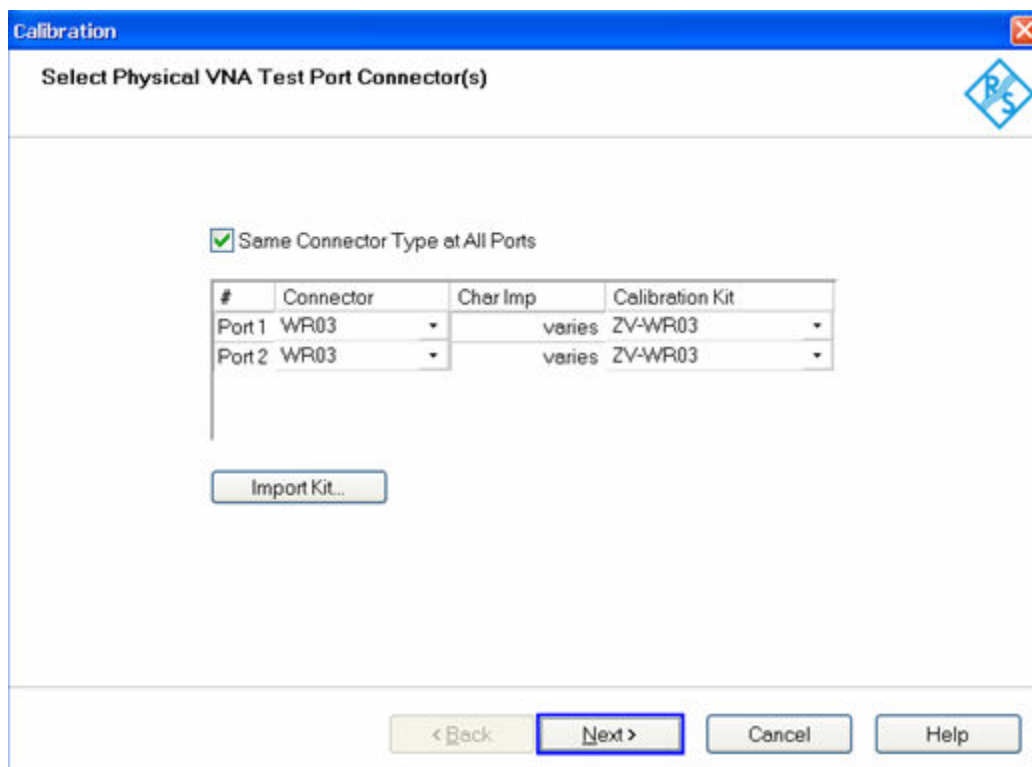 Calibration
Select Physical VNA Test Port Connector(s)
R S
Same Connector Type at All Ports
# Connector Char Imp Calibration Kit
Port 1 WR03 varies ZV-WR03
Port 2 WR03 varies ZV-WR03
Import Kit...
< Back Next > Cancel Help